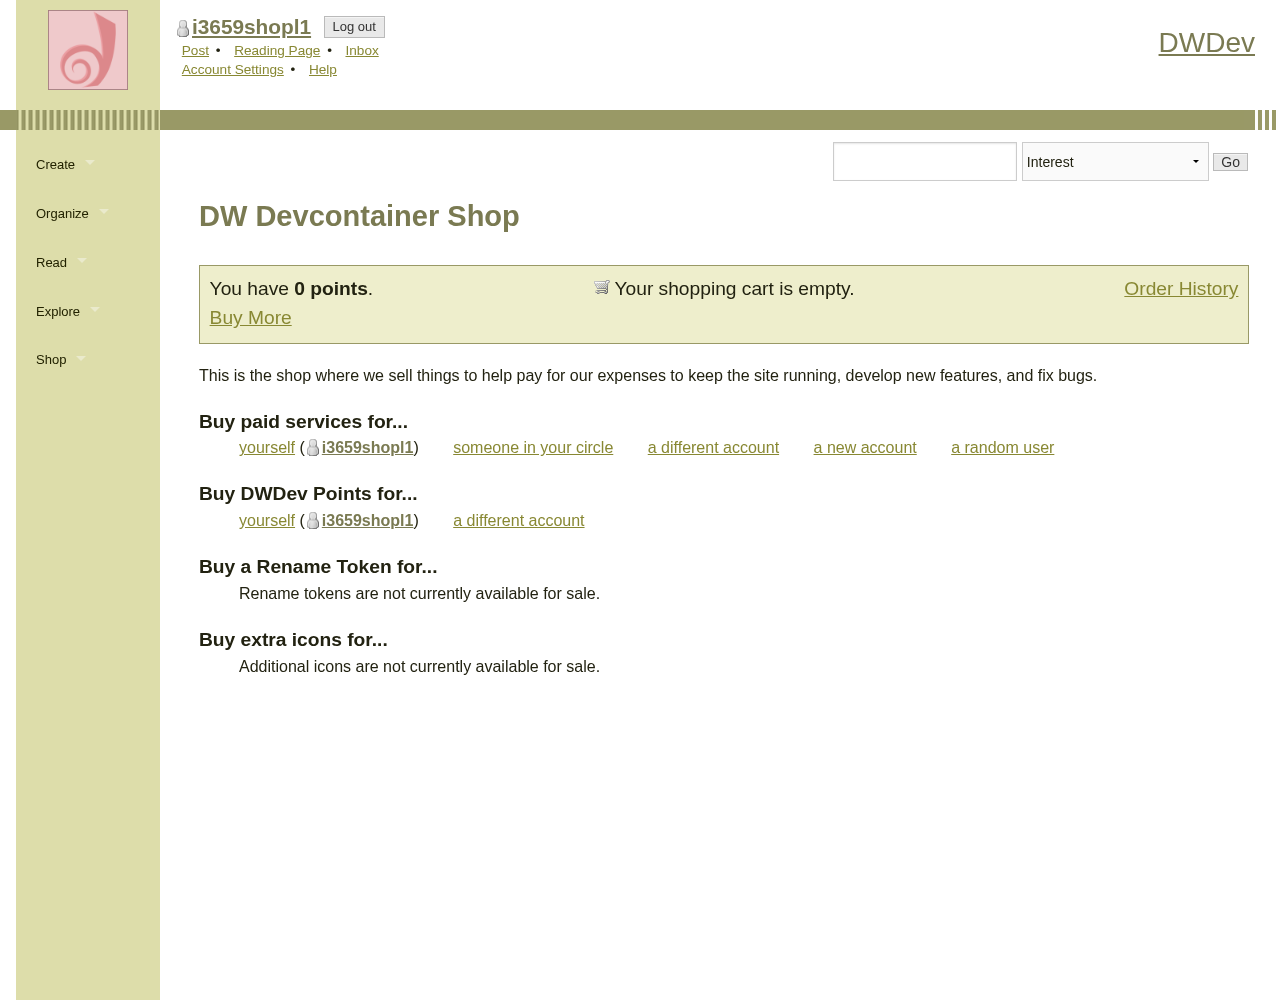 i3659shopl1 Log out
Post • Reading Page • Inbox
Account Settings • Help
DWDev
Create
Organize
Read
Explore
Shop
Interest Go
DW Devcontainer Shop
You have 0 points. Your shopping cart is empty. Order History
Buy More
This is the shop where we sell things to help pay for our expenses to keep the site running, develop new features, and fix bugs.
Buy paid services for...
yourself (i3659shopl1) someone in your circle a different account a new account a random user
Buy DWDev Points for...
yourself (i3659shopl1) a different account
Buy a Rename Token for...
Rename tokens are not currently available for sale.
Buy extra icons for...
Additional icons are not currently available for sale.